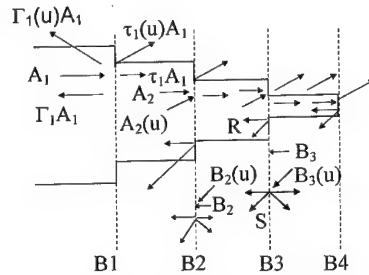 Γ₁(u)A₁ τ₁(u)A₁
A₁ τ₁A₁
A₂
Γ₁A₁
A₂(u) R
B₃
B₂(u) B₃(u)
B₂ S
B1 B2 B3 B4